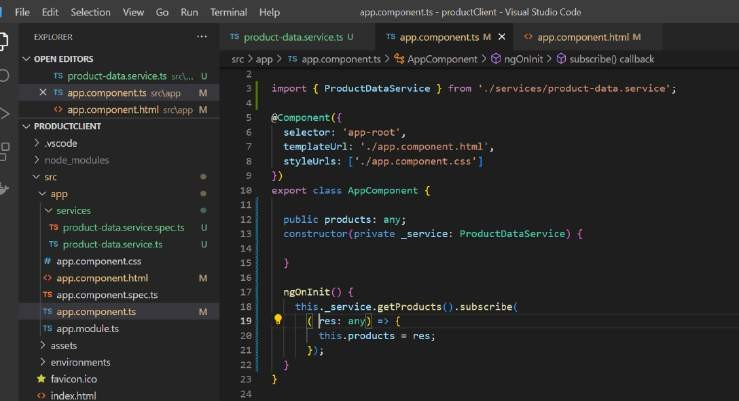 File Edit Selection View Go Run Terminal Help app.component.ts - productClient - Visual Studio Code
EXPLORER ···
OPEN EDITORS
TS product-data.service.ts src\... U
× TS app.component.ts src\app M
<> app.component.html src\app M
PRODUCTCLIENT
> .vscode
> node_modules
src
app
services
TS product-data.service.spec.ts U
TS product-data.service.ts U
# app.component.css
<> app.component.html M
TS app.component.spec.ts
TS app.component.ts M
TS app.module.ts
> assets
> environments
favicon.ico
<> index.html
TS product-data.service.ts U TS app.component.ts M × <> app.component.html M
src > app > TS app.component.ts > AppComponent > ngOnInit > subscribe() callback
2
3 import { ProductDataService } from './services/product-data.service';
4
5 @Component({
6 selector: 'app-root',
7 templateUrl: './app.component.html',
8 styleUrls: ['./app.component.css']
9 })
10 export class AppComponent {
11
12 public products: any;
13 constructor(private _service: ProductDataService) {
14
15 }
16
17 ngOnInit() {
18 this._service.getProducts().subscribe(
19 ( res: any) => {
20 this.products = res;
21 });
22 }
23 }
24